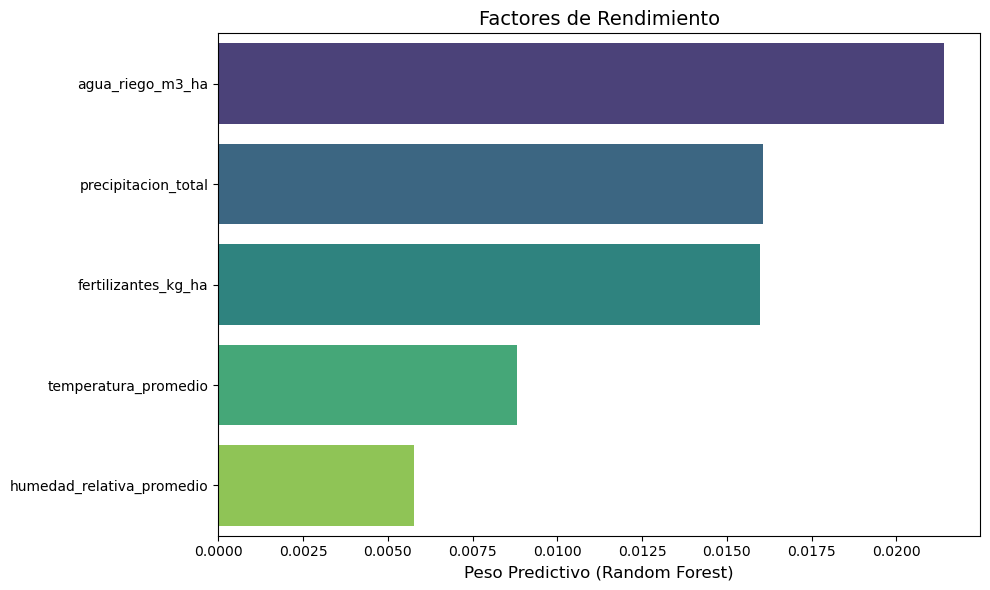 Factores de Rendimiento
agua_riego_m3_ha
precipitacion_total
fertilizantes_kg_ha
temperatura_promedio
humedad_relativa_promedio
0.0000 0.0025 0.0050 0.0075 0.0100 0.0125 0.0150 0.0175 0.0200
Peso Predictivo (Random Forest)